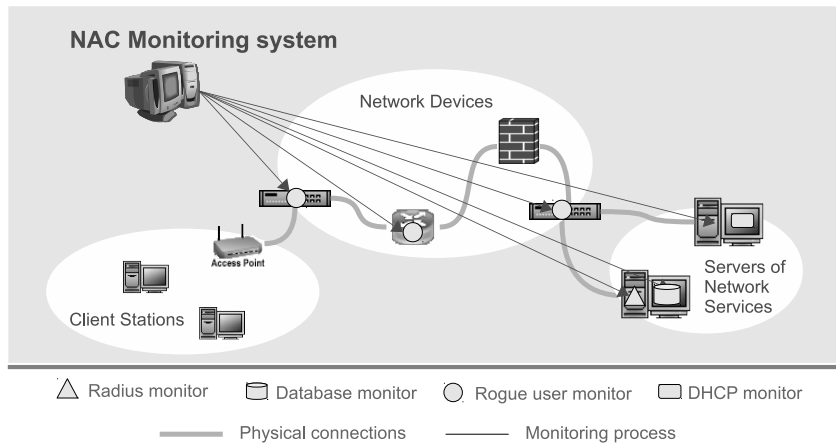 NAC Monitoring system
Network Devices
Access Point
Client Stations
Servers of
Network
Services
Radius monitor
Database monitor
Rogue user monitor
DHCP monitor
Physical connections
Monitoring process